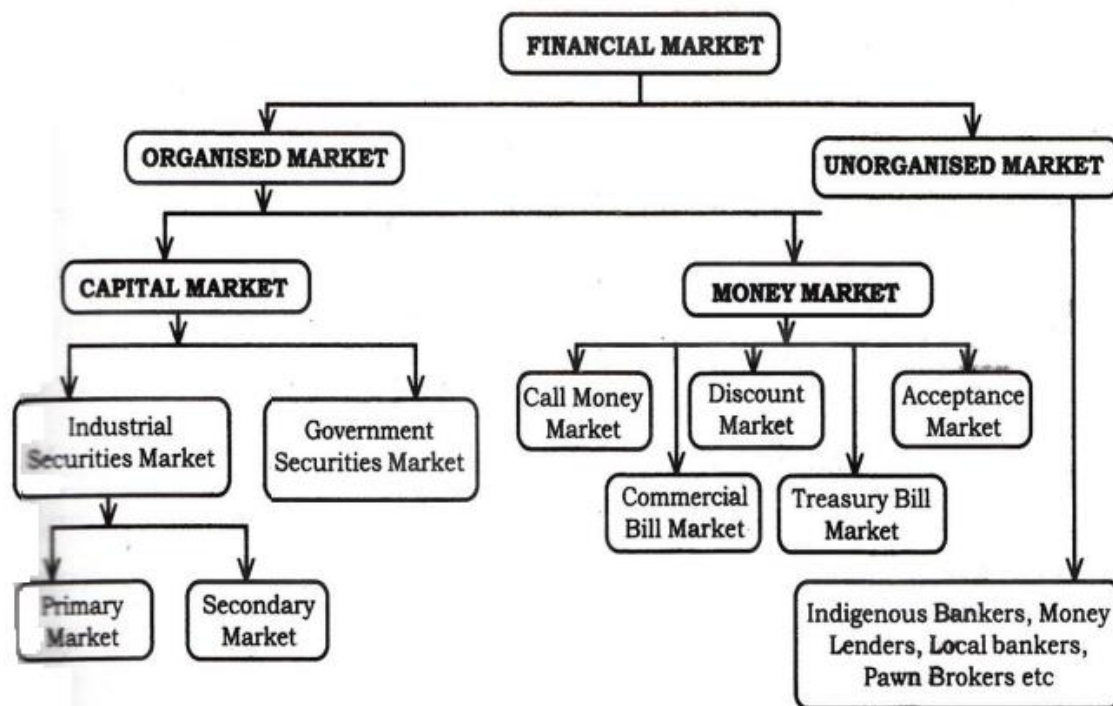 FINANCIAL MARKET
ORGANISED MARKET
UNORGANISED MARKET
CAPITAL MARKET
MONEY MARKET
Call Money
Market
Discount
Market
Acceptance
Market
Industrial
Securities Market
Government
Securities Market
Commercial
Bill Market
Treasury Bill
Market
Primary
Market
Secondary
Market
Indigenous Bankers, Money
Lenders, Local bankers,
Pawn Brokers etc